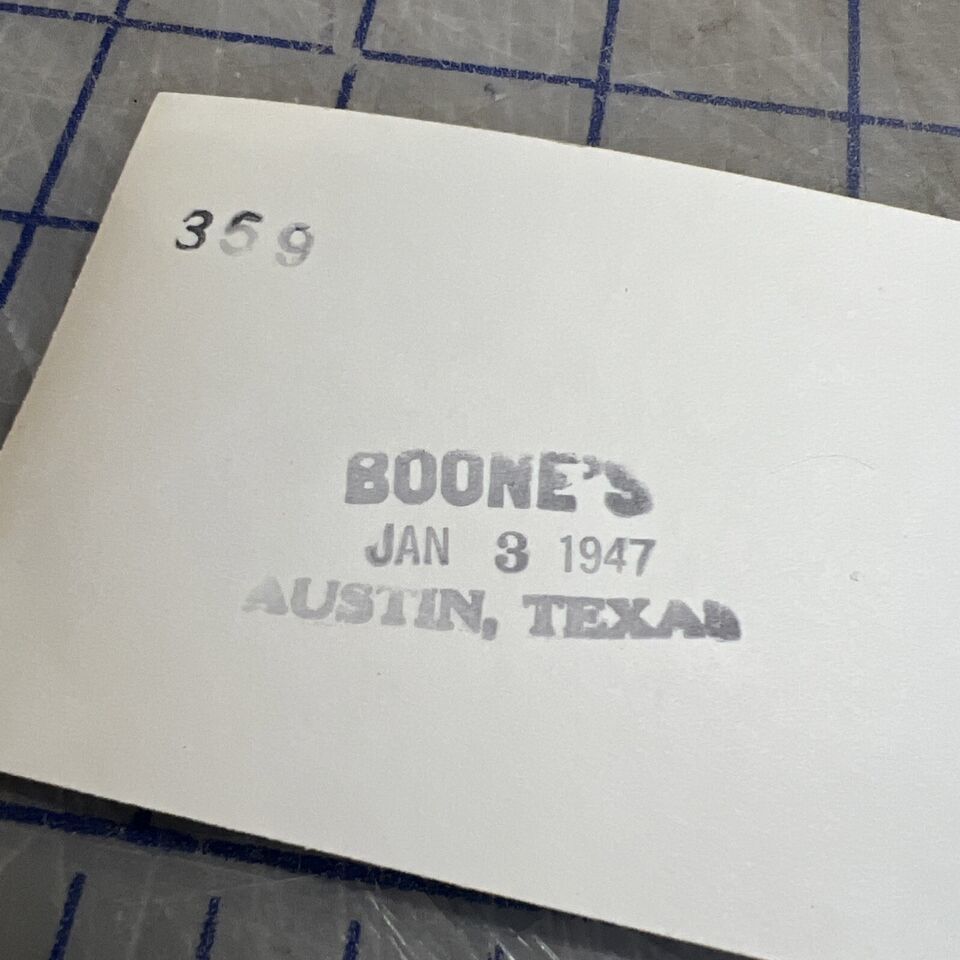 359
BOONE'S
JAN 3 1947
AUSTIN, TEXAS